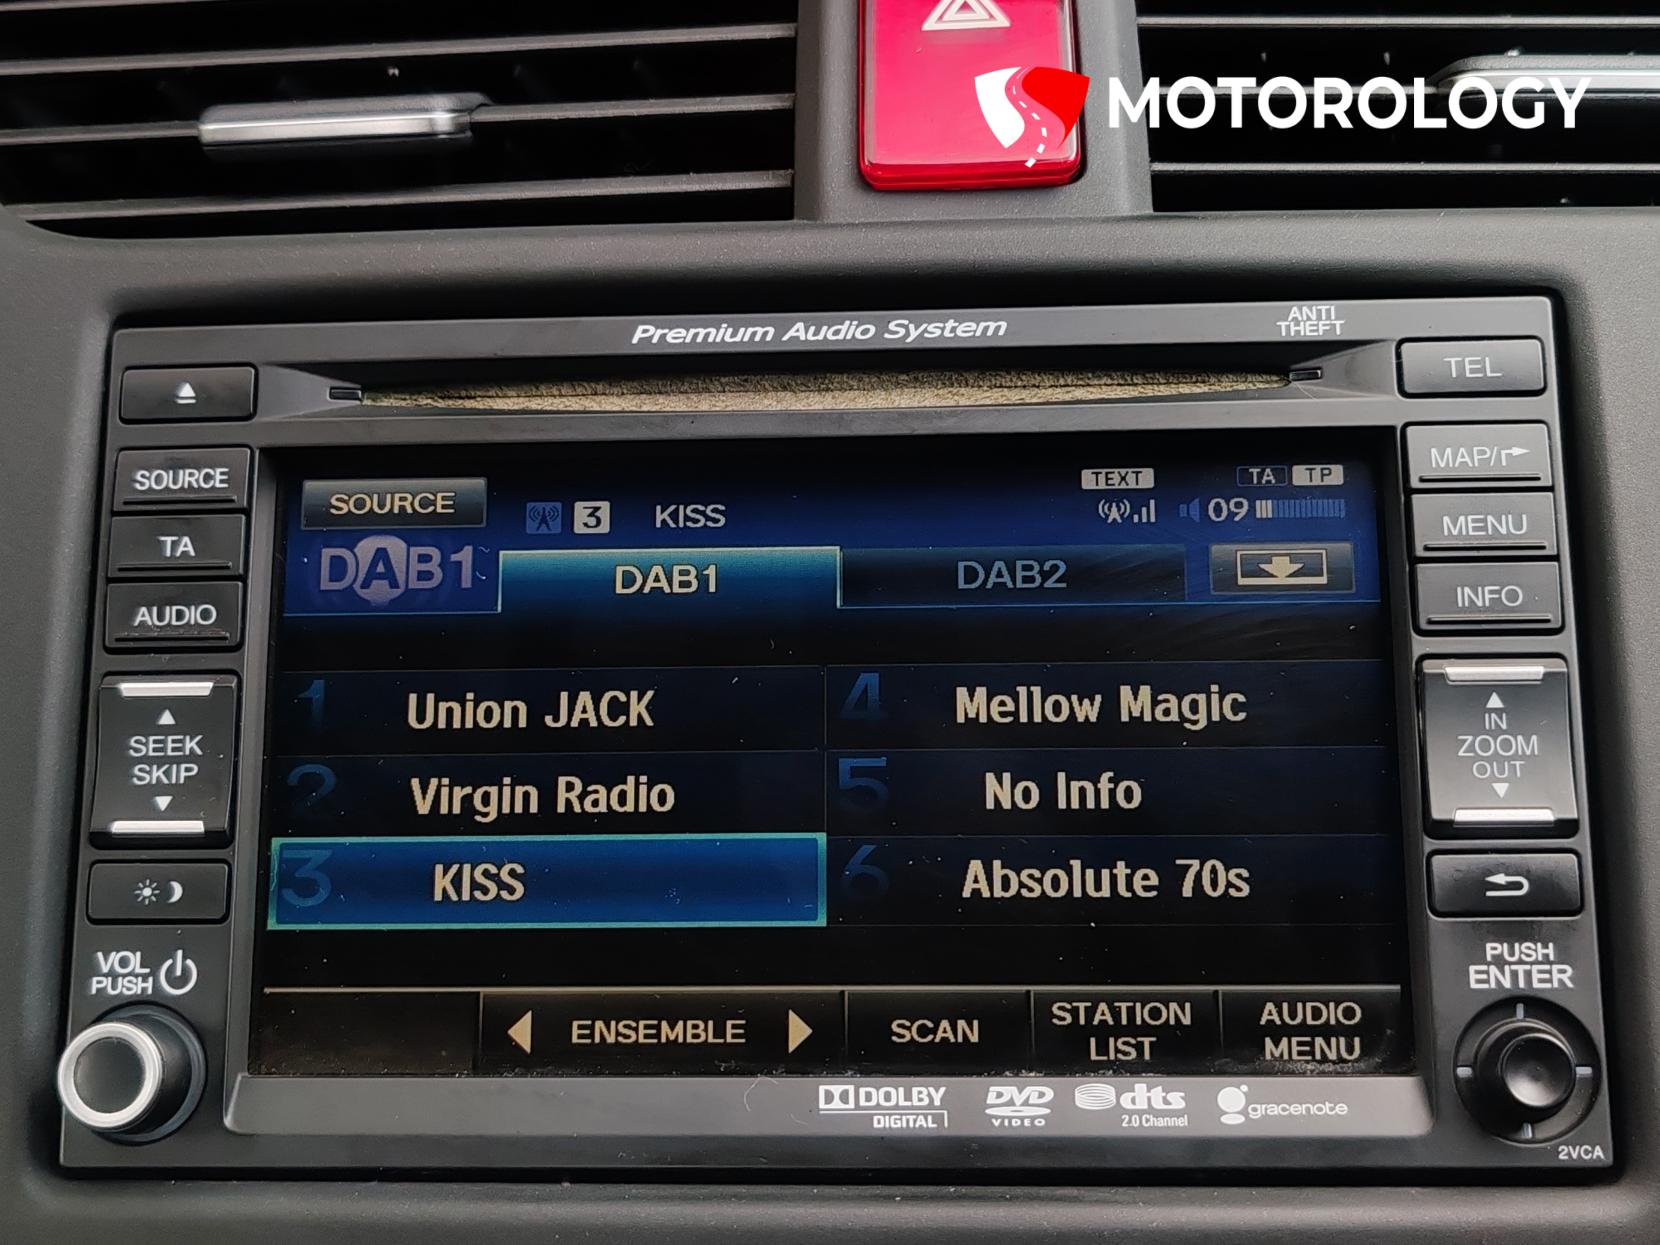 MOTOROLOGY
Premium Audio System
ANTI
THEFT
TEL
SOURCE
TA
AUDIO
SEEK
SKIP
VOL
PUSH
MAP/
MENU
INFO
IN
ZOOM
OUT
PUSH
ENTER
SOURCE
3 KISS
TEXT TA TP
09
DAB1 DAB1 DAB2
1 Union JACK
2 Virgin Radio
3 KISS
4 Mellow Magic
5 No Info
6 Absolute 70s
ENSEMBLE
SCAN
STATION
LIST
AUDIO
MENU
DOLBY
DIGITAL
DVD
VIDEO
dts
2.0 Channel
gracenote
2VCA